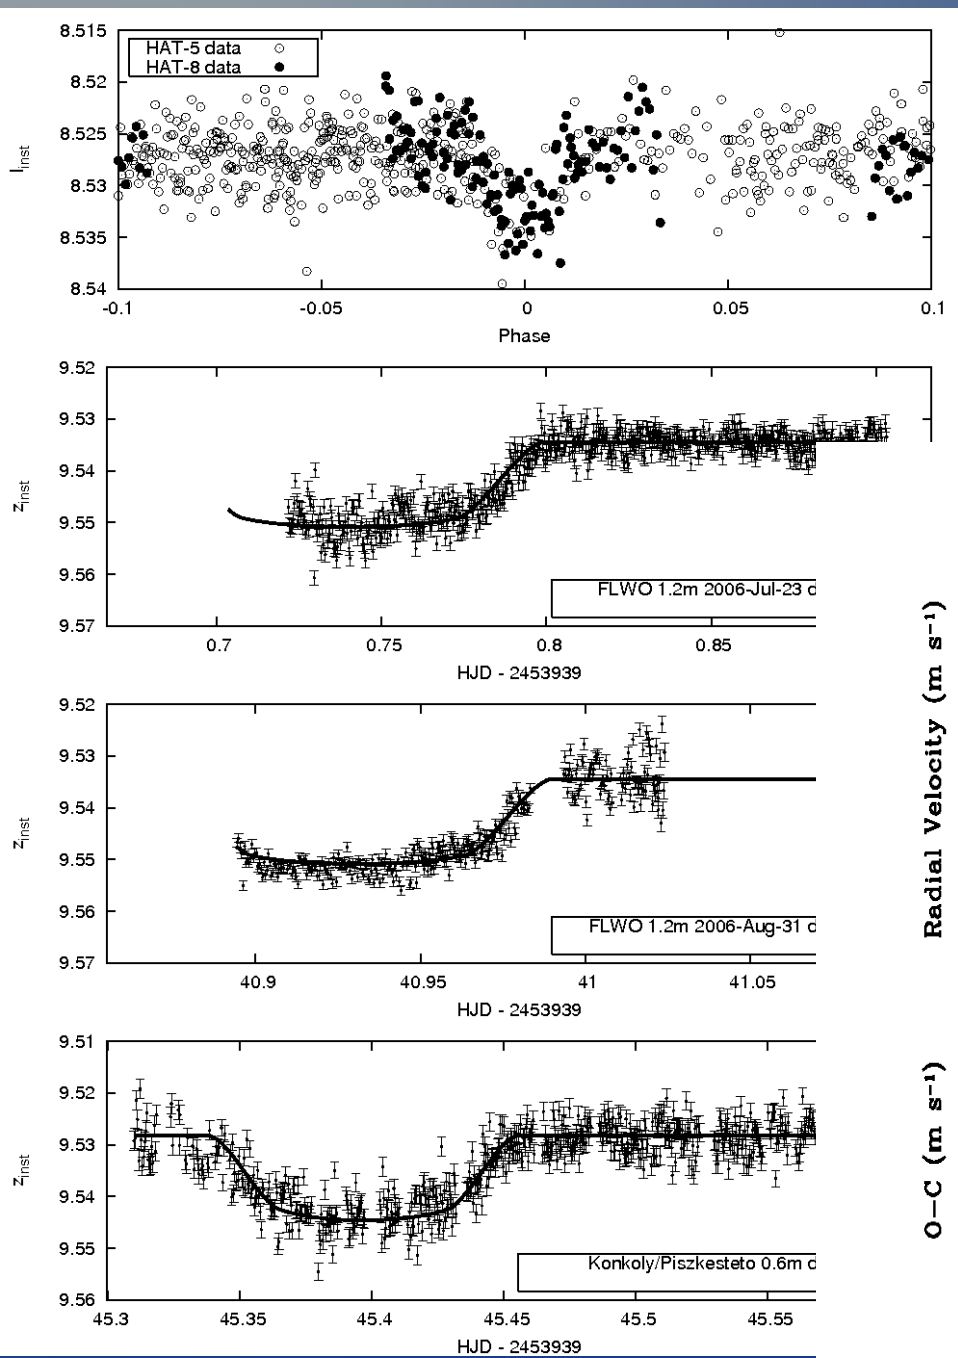 8.515
HAT-5 data
HAT-8 data
8.52
8.525
8.53
8.535
8.54
I_inst
-0.1 -0.05 0 0.05 0.1
Phase
9.52
9.53
9.54
9.55
9.56
9.57
z_inst
FLWO 1.2m 2006-Jul-23 d
0.7 0.75 0.8 0.85
HJD - 2453939
9.52
9.53
9.54
9.55
9.56
9.57
z_inst
FLWO 1.2m 2006-Aug-31 d
40.9 40.95 41 41.05
HJD - 2453939
9.51
9.52
9.53
9.54
9.55
9.56
z_inst
Konkoly/Piszkesteto 0.6m d
45.3 45.35 45.4 45.45 45.5 45.55
HJD - 2453939
Radial Velocity (m s⁻¹)
O−C (m s⁻¹)